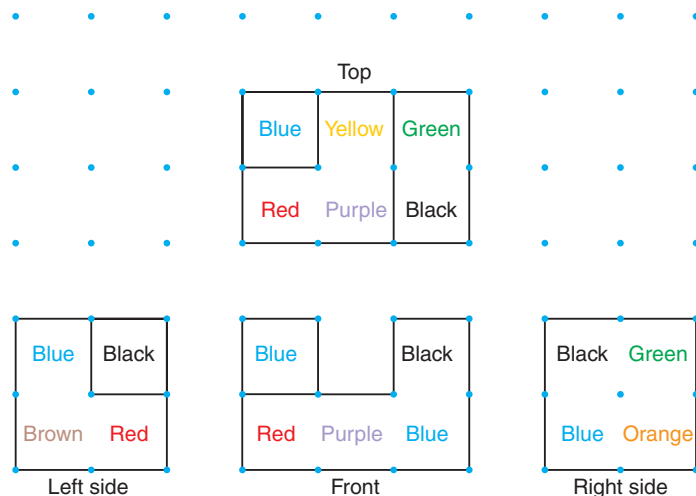 Top
Blue Yellow Green
Red Purple Black
Blue Black
Brown Red
Left side
Blue Black
Red Purple Blue
Front
Black Green
Blue Orange
Right side